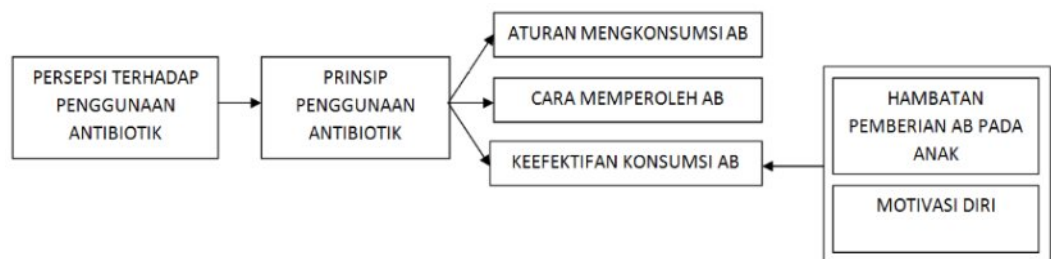 PERSEPSI TERHADAP
PENGGUNAAN
ANTIBIOTIK
PRINSIP
PENGGUNAAN
ANTIBIOTIK
ATURAN MENGKONSUMSI AB
CARA MEMPEROLEH AB
KEEFEKTIFAN KONSUMSI AB
HAMBATAN
PEMBERIAN AB PADA
ANAK
MOTIVASI DIRI